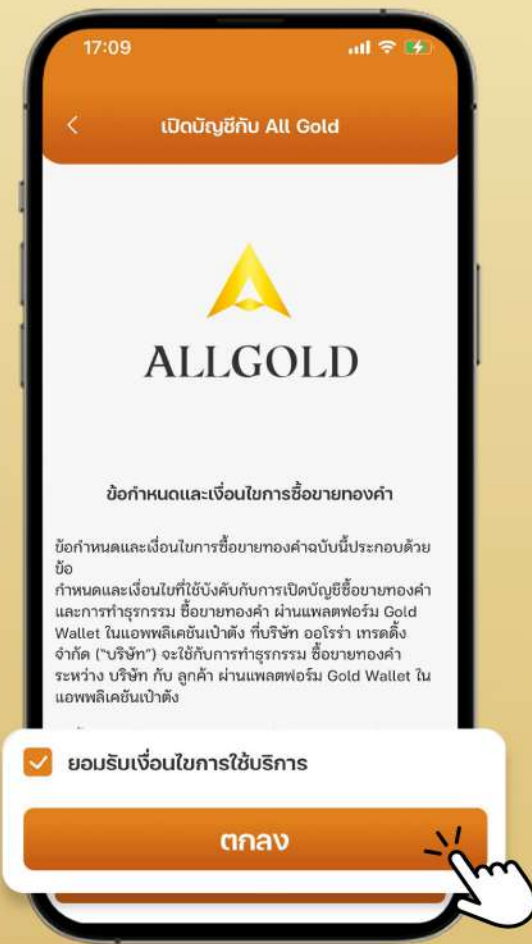 17:09
เปิดบัญชีกับ All Gold
ALLGOLD
ข้อกำหนดและเงื่อนไขการซื้อขายทองคำ
ข้อกำหนดและเงื่อนไขการซื้อขายทองคำฉบับนี้ประกอบด้วย
ข้อ
กำหนดและเงื่อนไขที่ใช้บังคับกับการเปิดบัญชีซื้อขายทองคำ
และการทำธุรกรรม ซื้อขายทองคำ ผ่านแพลตฟอร์ม Gold
Wallet ในแอพพลิเคชันเป๋าตัง ที่บริษัท ออโรร่า เทรดดิ้ง
จำกัด ("บริษัท") จะใช้กับการทำธุรกรรม ซื้อขายทองคำ
ระหว่าง บริษัท กับ ลูกค้า ผ่านแพลตฟอร์ม Gold Wallet ใน
แอพพลิเคชันเป๋าตัง
ยอมรับเงื่อนไขการใช้บริการ
ตกลง